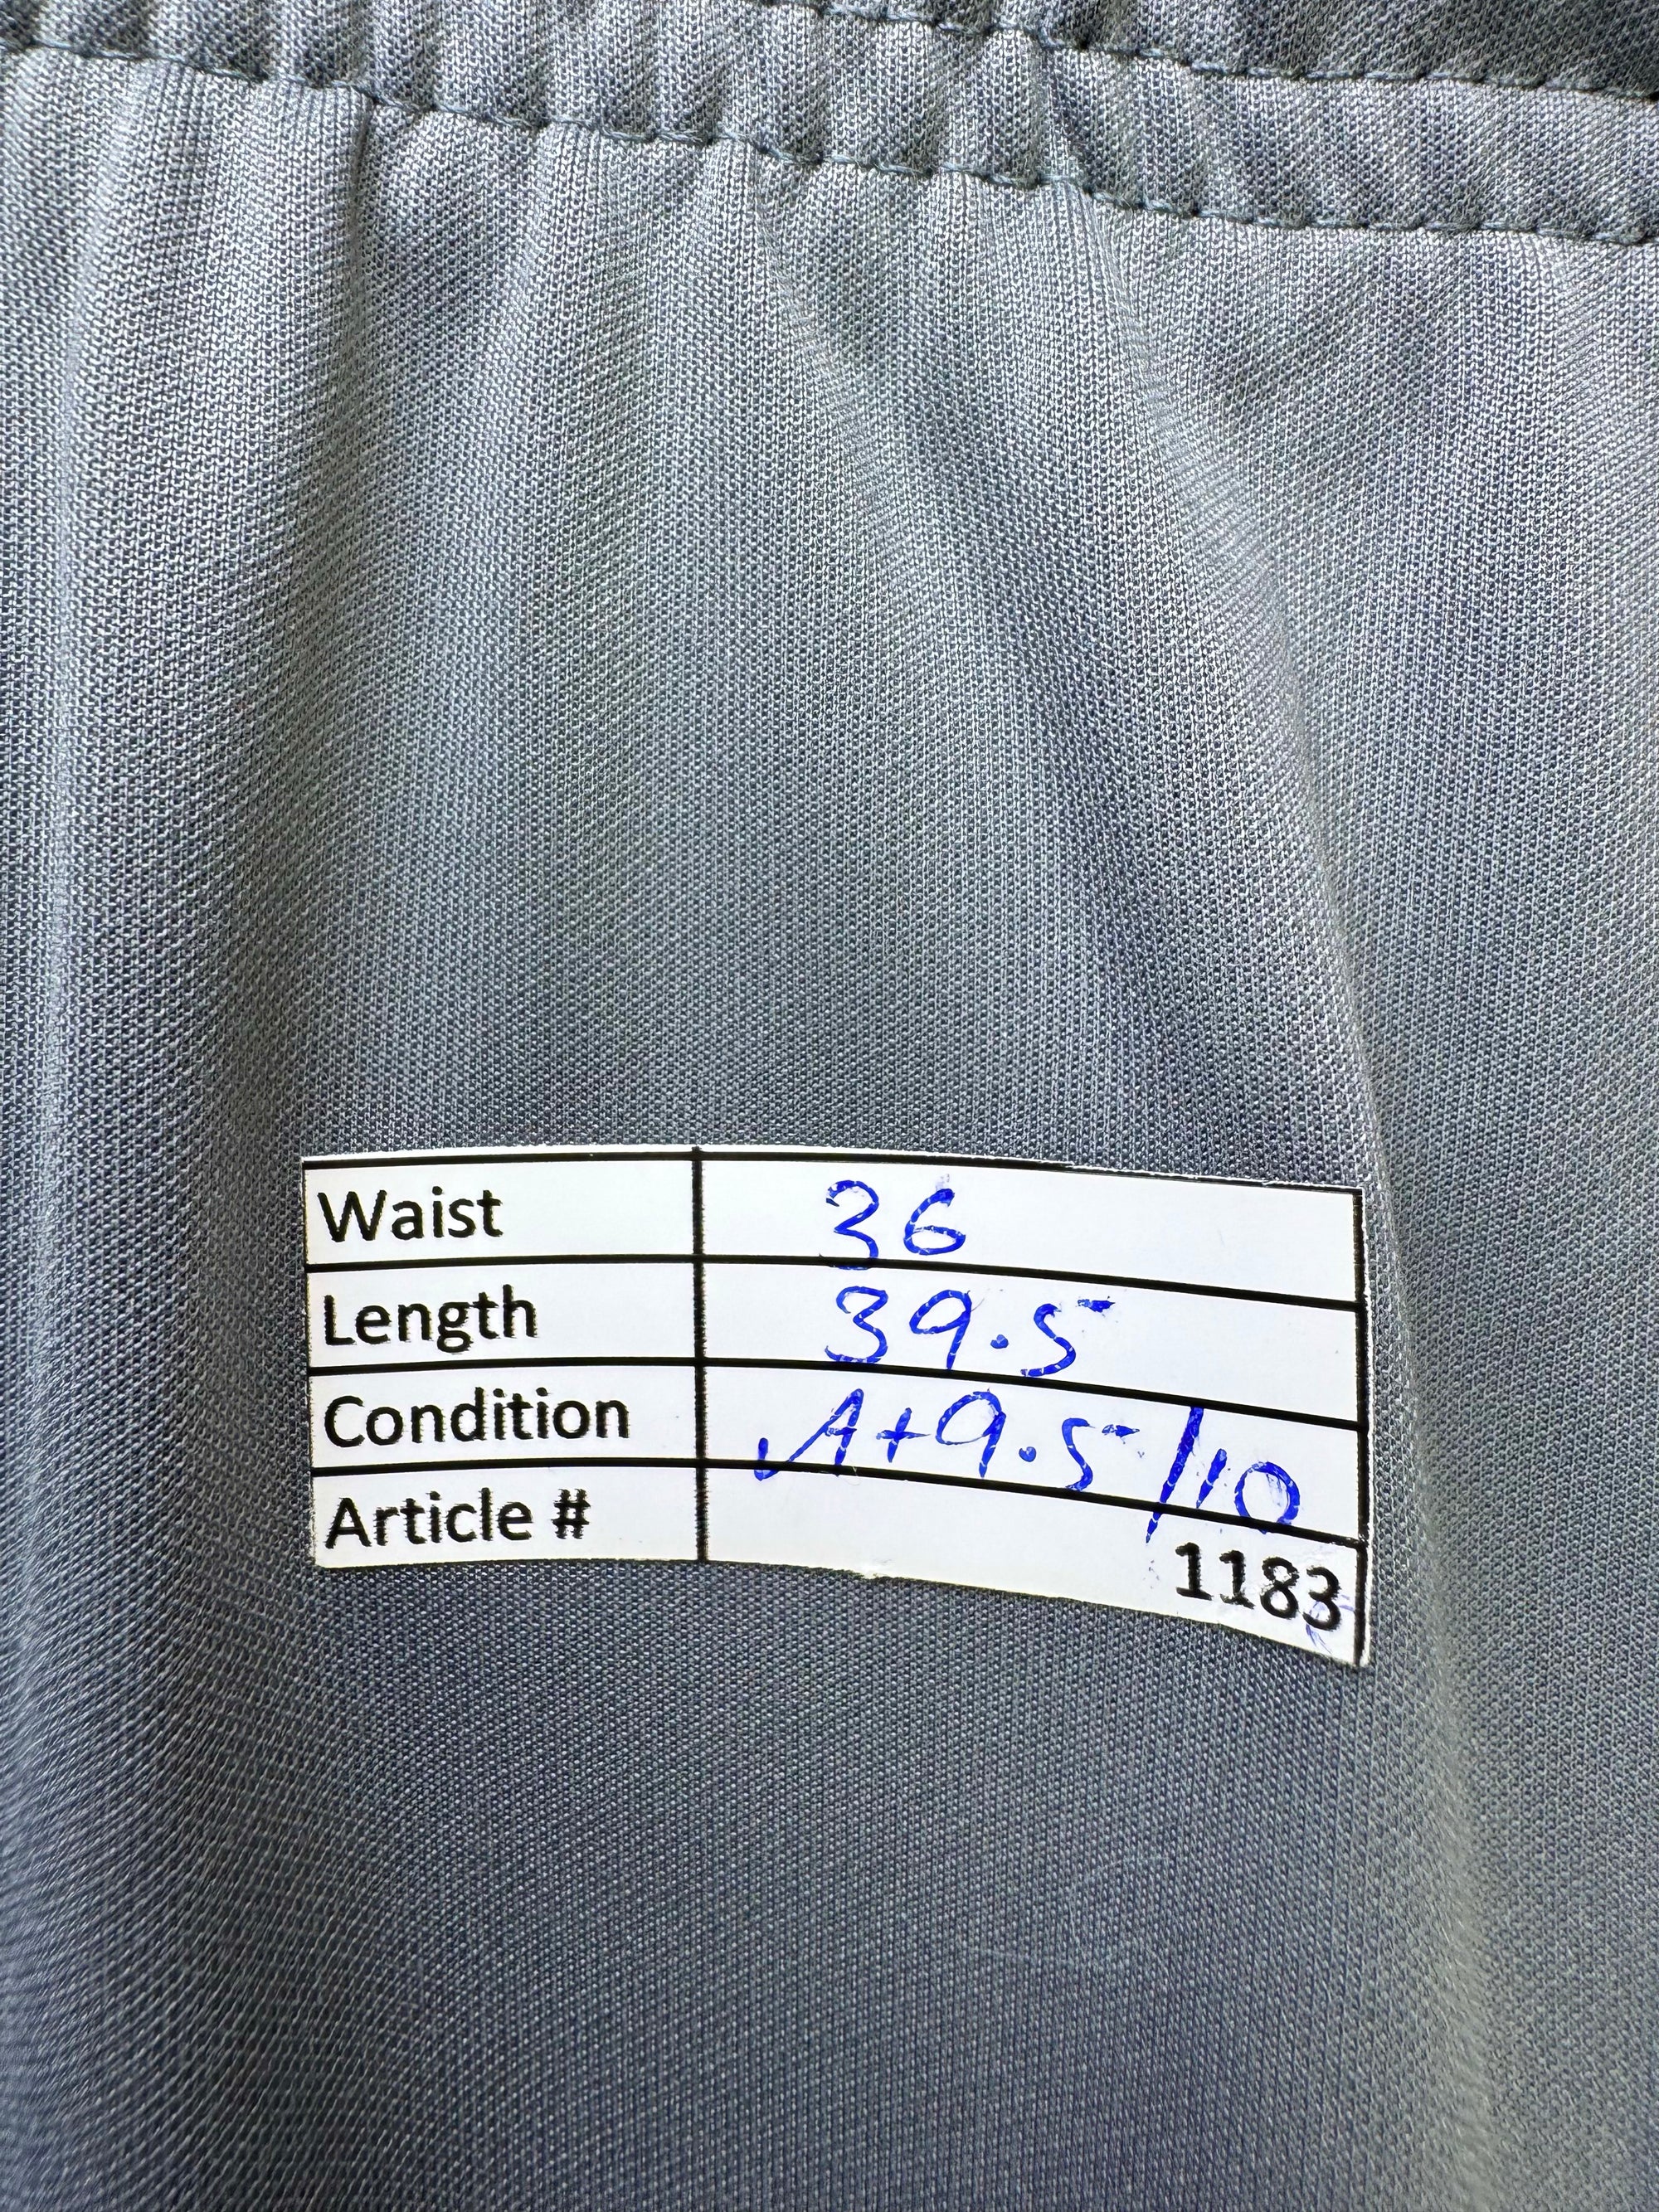 Waist 36
Length 39.5
Condition A+ 9.5/10
Article # 1183